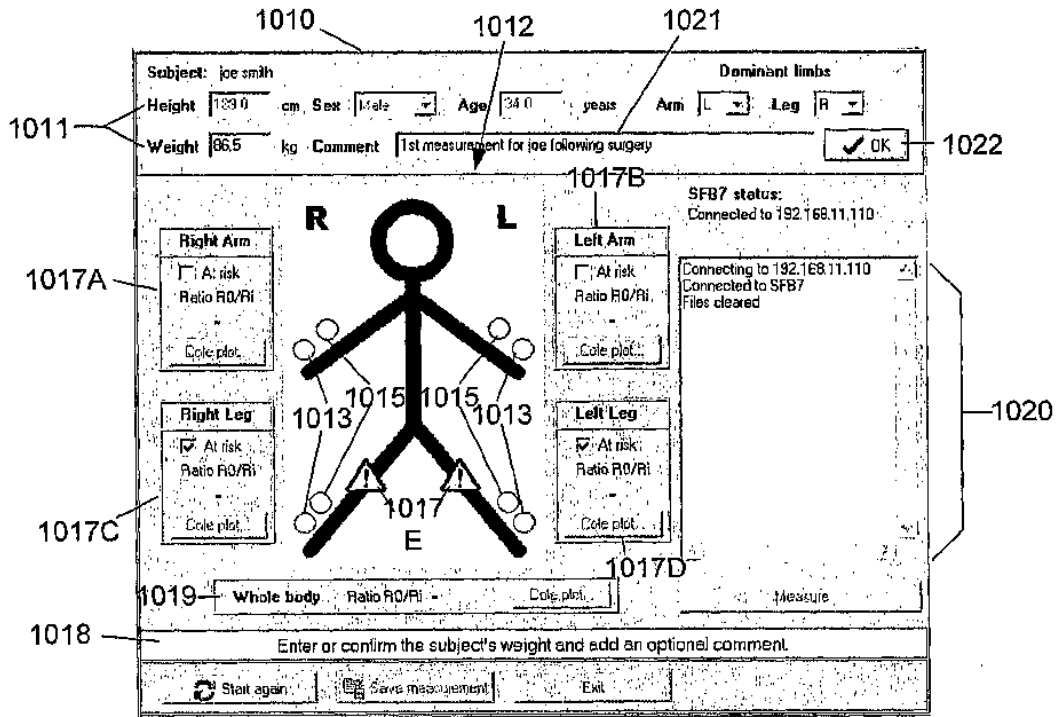 1010
1012
1021
Subject: joe smith
Dominant limbs
Height 189.0 cm Sex Male Age 34.0 years Arm L Leg R
1011
Weight 86.5 kg Comment 1st measurement for joe following surgery
OK
1022
1017B
SFB7 status:
Connected to 192.168.11.110
R L
Right Arm
Left Arm
At risk
At risk
Ratio R0/Ri
Ratio R0/Ri
-
-
Cole plot...
Cole plot...
1017A
Connecting to 192.168.11.110
Connected to SFB7
Files cleared
1015 1015
1013 1013
1020
Right Leg
Left Leg
At risk
At risk
Ratio R0/Ri
Ratio R0/Ri
-
-
Cole plot...
Cole plot...
! !
1017
E
1017C
1017D
1019
Whole body Ratio R0/Ri - Cole plot...
Measure
1018
Enter or confirm the subject's weight and add an optional comment.
Start again Save measurement Exit